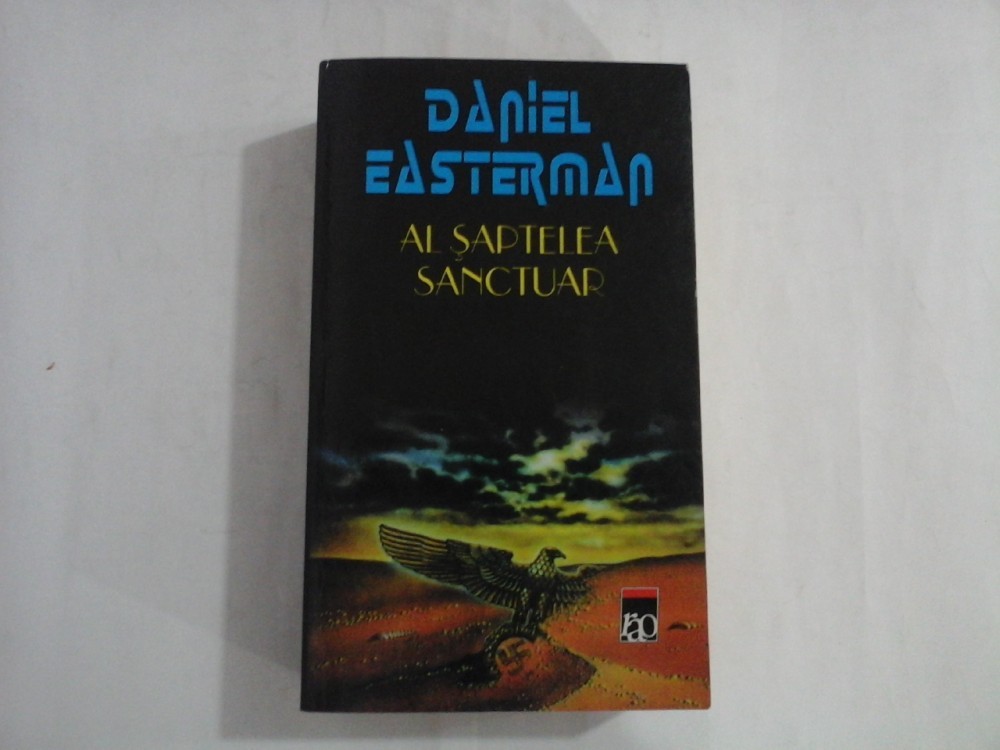 DANIEL
EASTERMAN
AL ŞAPTELEA
SANCTUAR
rao